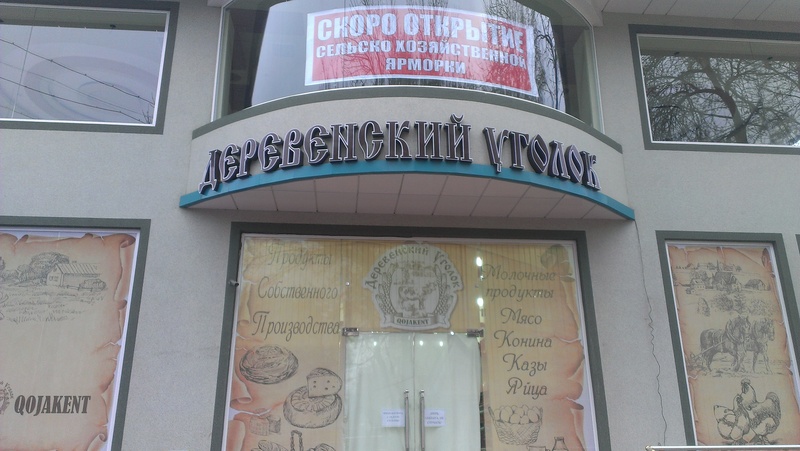 СКОРО ОТКРЫТИЕ
СЕЛЬСКО ХОЗЯЙСТВЕННОЙ
ЯРМОРКИ
ДЕРЕВЕНСКИЙ УГОЛОК
Продукты
Собственного
Производства
Деревенский уголок
QOJAKENT
Молочные
продукты
Мясо
Конина
Казы
Яйца
QOJAKENT